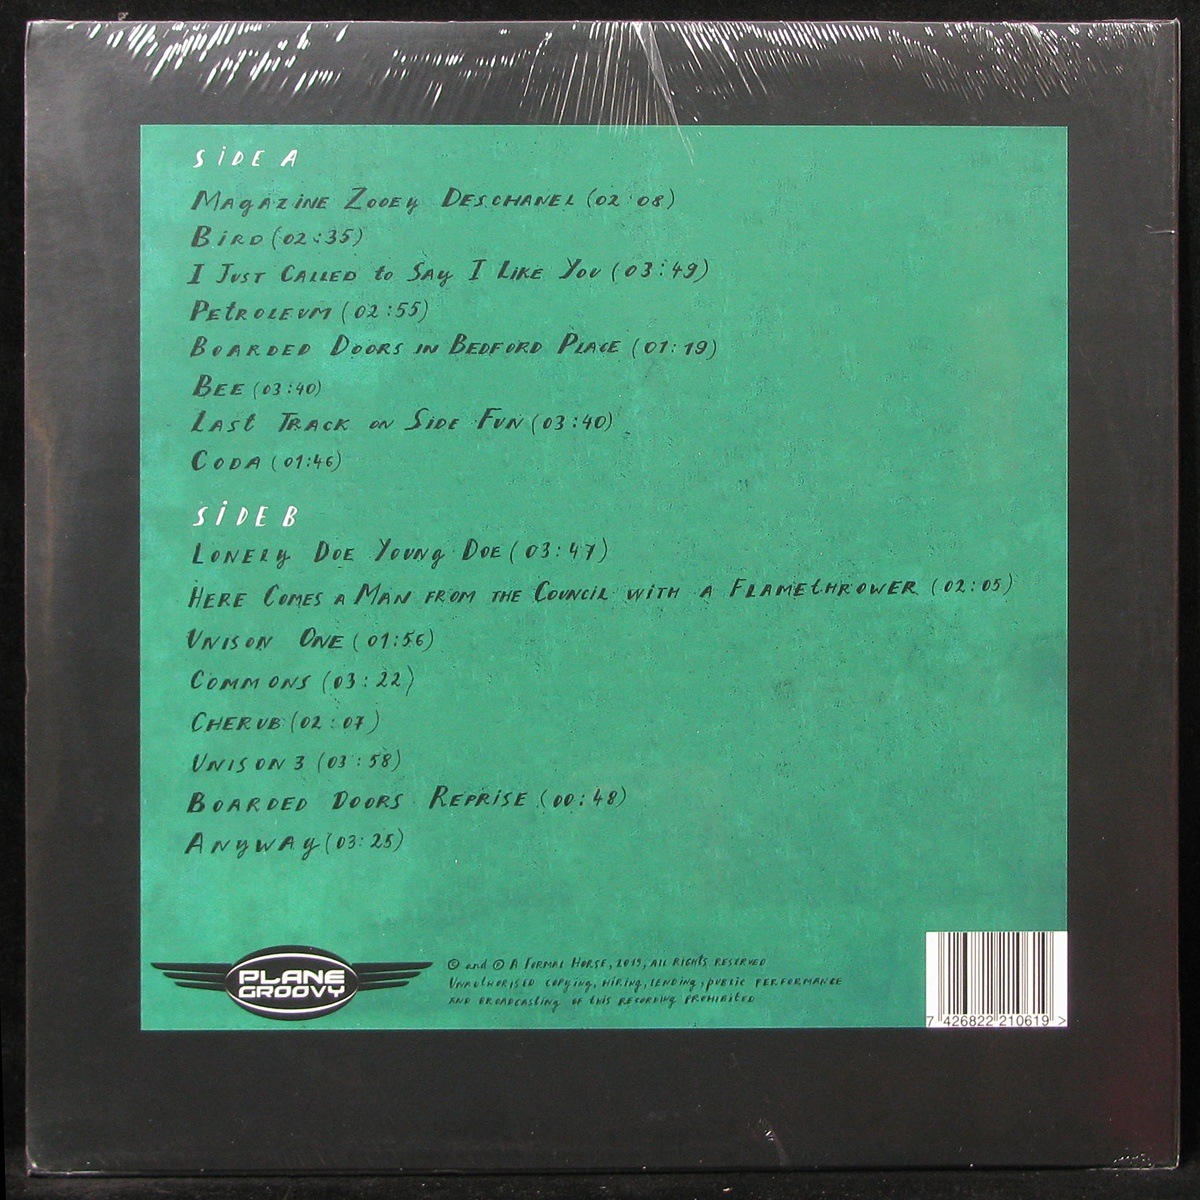 SiDE A
MAGAZINE ZOOEY DESCHANEL (02:08)
BIRD (02:35)
I JUST CALLED to SAY I LIKE YOU (03:49)
PETROLEUM (02:55)
BOARDED DOORS IN BEDFORD PLACE (01:19)
BEE (03:40)
LAST TRACK ON SIDE FUN (03:40)
CODA (01:46)
SiDE B
LONELY DOE YOUNG DOE (03:47)
HERE COMES A MAN FROM THE COUNCIL WITH A FLAMETHROWER (02:05)
UNISON ONE (01:56)
COMMONS (03:22)
CHERUB (02:07)
UNISON 3 (03:58)
BOARDED DOORS REPRISE (00:48)
ANYWAY (03:25)
PLANE
GROOVY
© and ℗ A FORMAL HORSE, 2019, ALL RIGHTS RESERVED
UNAUTHORISED COPYING, HIRING, LENDING, PUBLIC PERFORMANCE
AND BROADCASTING OF THIS RECORDING PROHIBITED
7 426822 210619 >